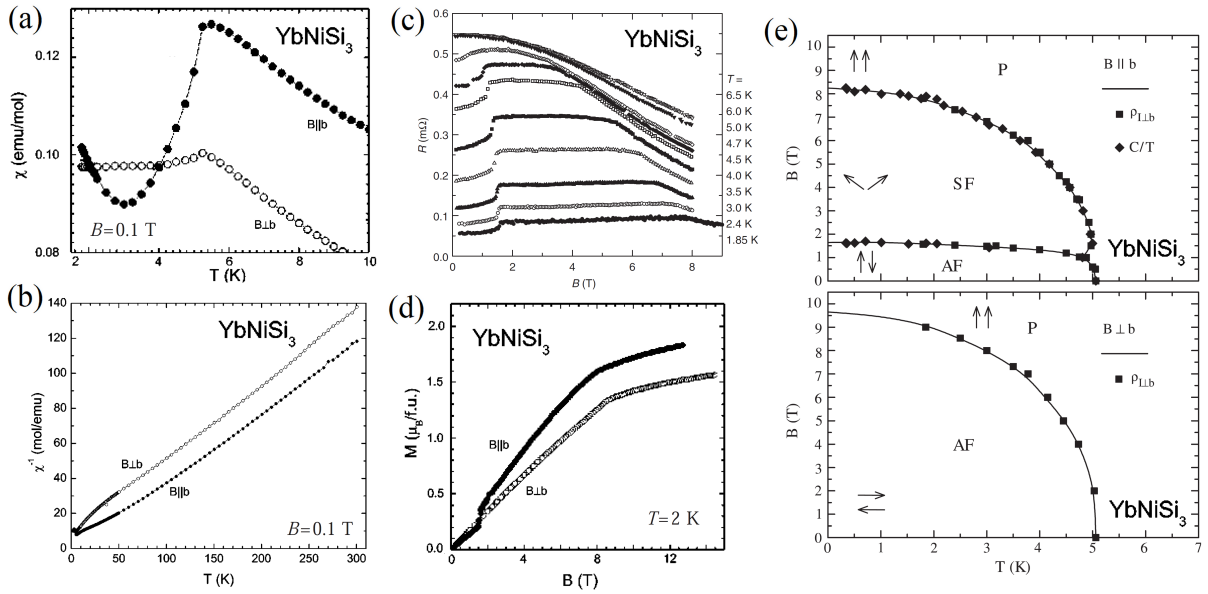 (a)
YbNiSi₃
χ (emu/mol)
0.12
0.10
0.08
B||b
B⊥b
B=0.1 T
2 4 6 8 10
T (K)
(b)
YbNiSi₃
χ⁻¹ (mol/emu)
140
120
100
80
60
40
20
0
B⊥b
B||b
B=0.1 T
0 50 100 150 200 250 300
T (K)
(c)
YbNiSi₃
R (mΩ)
0.6
0.5
0.4
0.3
0.2
0.1
0.0
T =
6.5 K
6.0 K
5.0 K
4.7 K
4.5 K
4.0 K
3.5 K
3.0 K
2.4 K
1.85 K
0 2 4 6 8
B (T)
(d)
YbNiSi₃
M (μB/f.u.)
2.0
1.5
1.0
0.5
0.0
B||b
B⊥b
T=2 K
0 4 8 12
B (T)
(e)
B (T)
10
9
8
7
6
5
4
3
2
1
0
P
B || b
ρI⊥b
C/T
SF
AF
YbNiSi₃
B (T)
10
9
8
7
6
5
4
3
2
1
0
P
B ⊥ b
ρI⊥b
AF
YbNiSi₃
0 1 2 3 4 5 6 7
T (K)